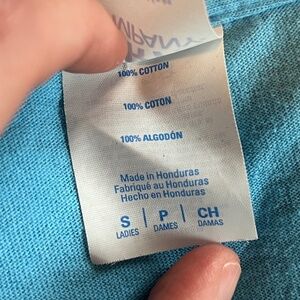 100% COTTON
100% COTON
100% ALGODÓN
Made in Honduras
Fabriqué au Honduras
Hecho en Honduras
S | P | CH
LADIES DAMES DAMAS